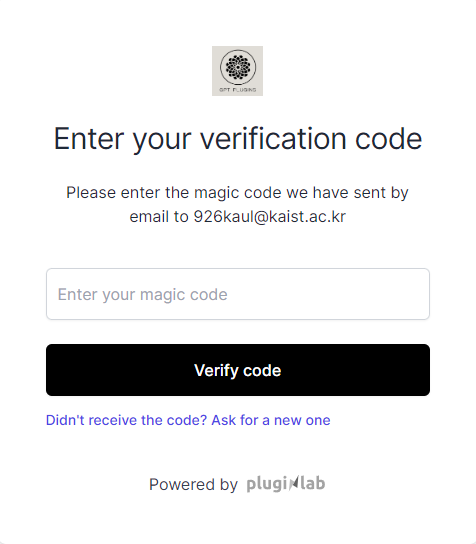 GPT PLUGINS
Enter your verification code
Please enter the magic code we have sent by
email to 926kaul@kaist.ac.kr
Enter your magic code
Verify code
Didn't receive the code? Ask for a new one
Powered by pluginlab